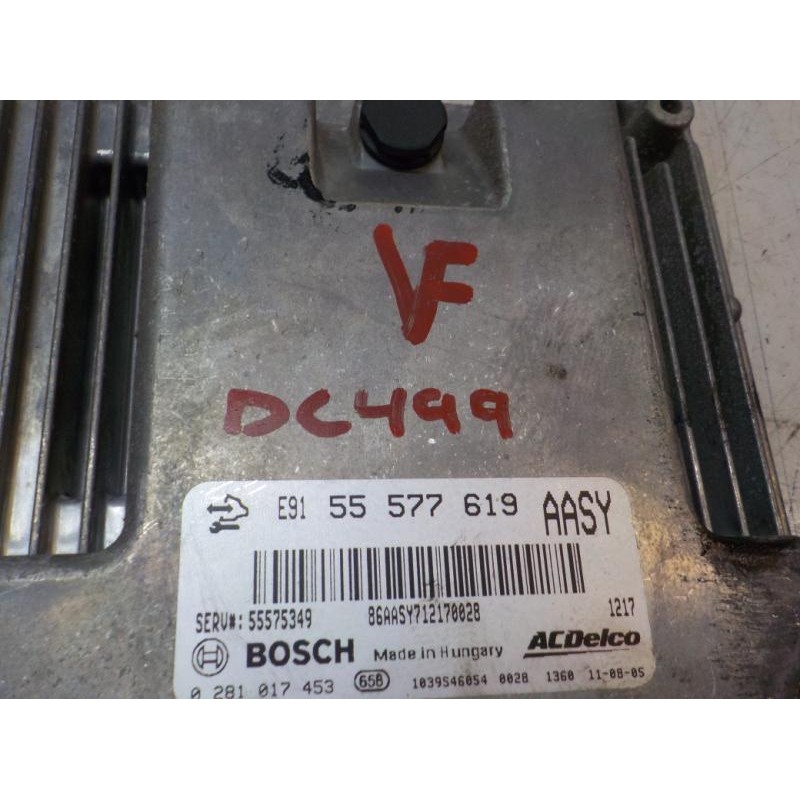 VF
DC499
E91 55 577 619 AASY
SERV#: 55575349 86AASY712170028 1217
BOSCH Made in Hungary ACDelco
0 281 017 453 658 1039S46054 0028 1360 11-08-05